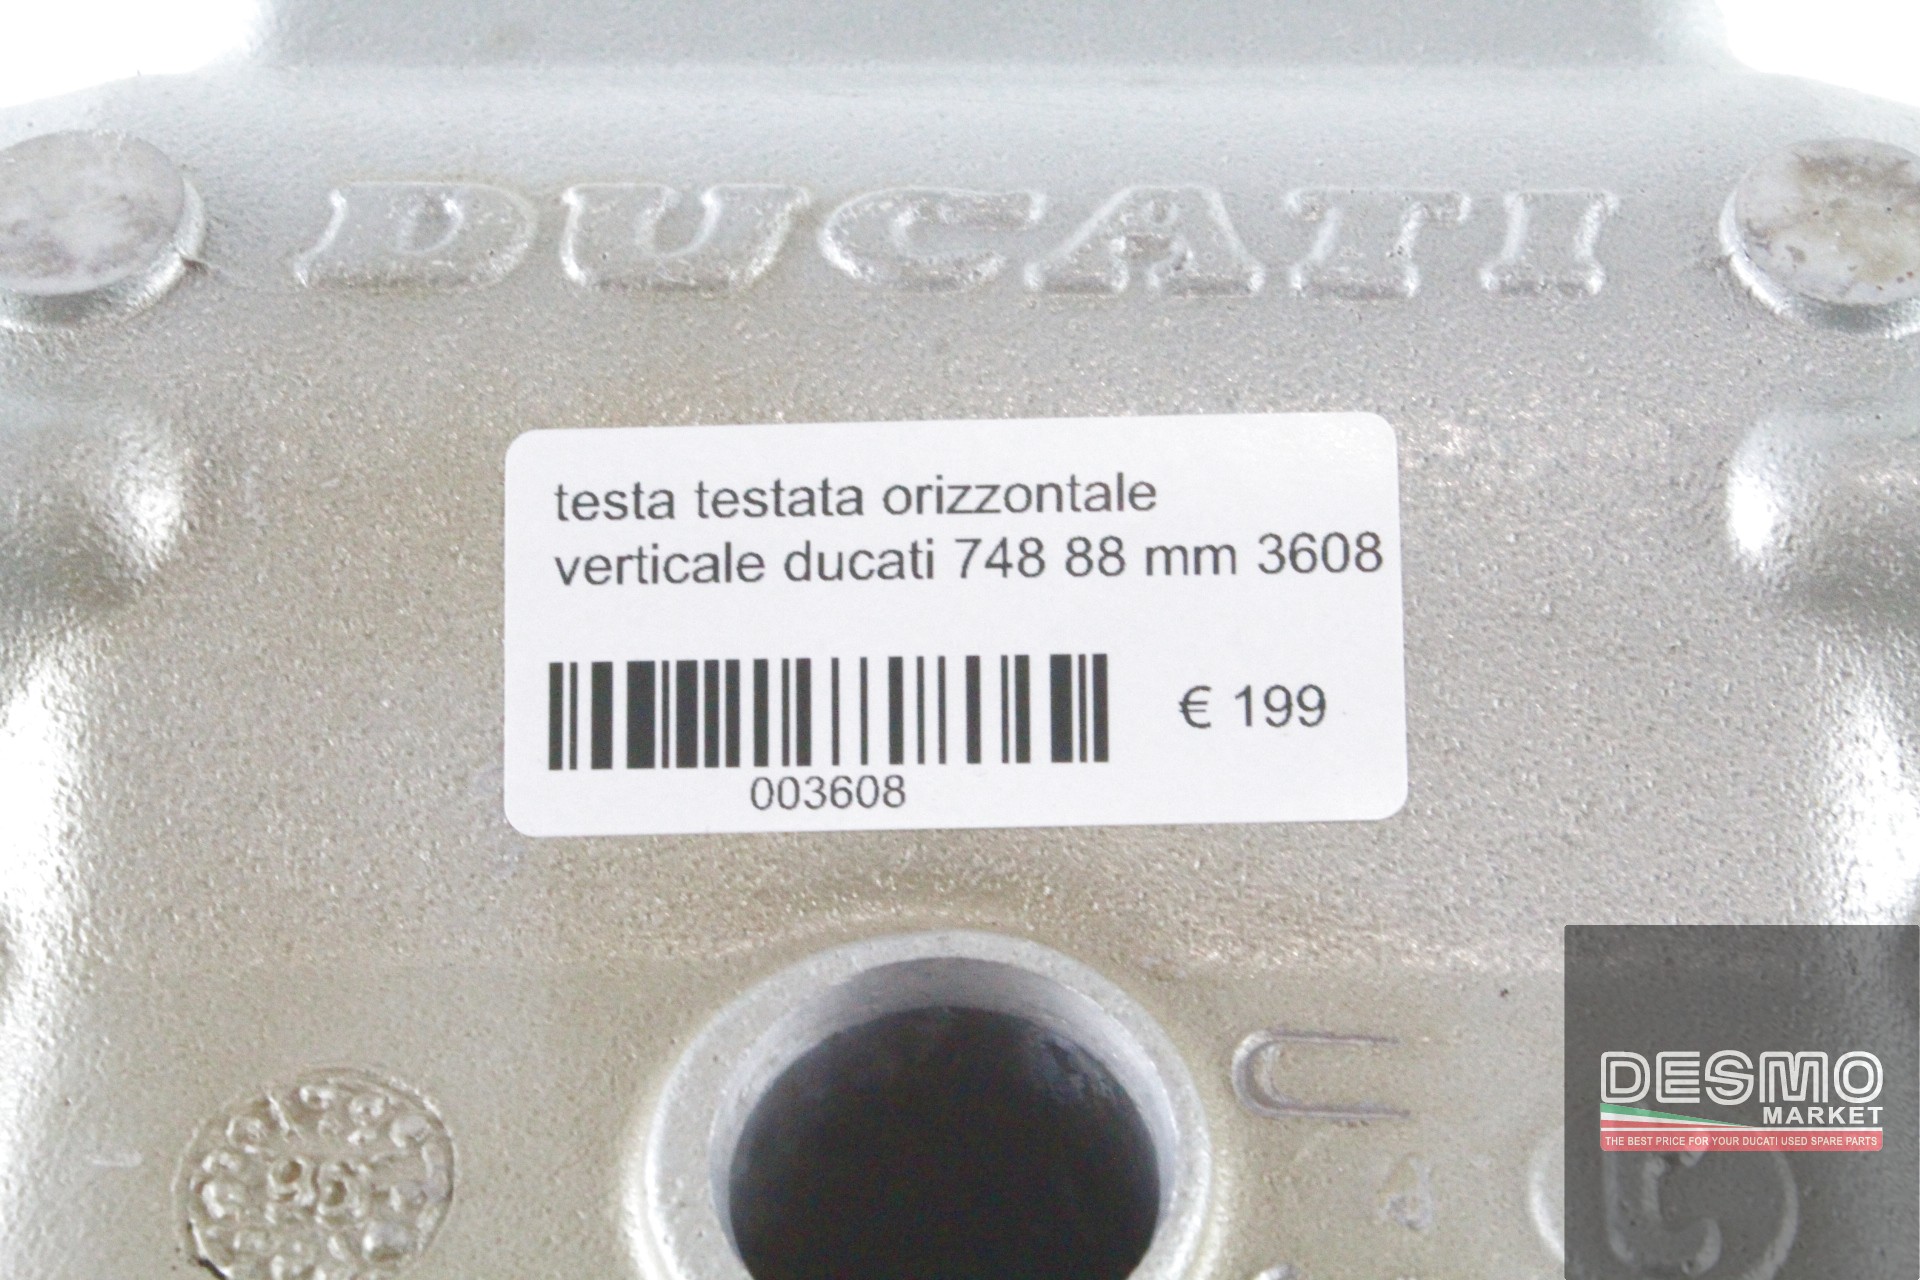 DUCATI
testa testata orizzontale
verticale ducati 748 88 mm 3608
€ 199
003608
DESMO
MARKET
THE BEST PRICE FOR YOUR DUCATI USED SPARE PARTS